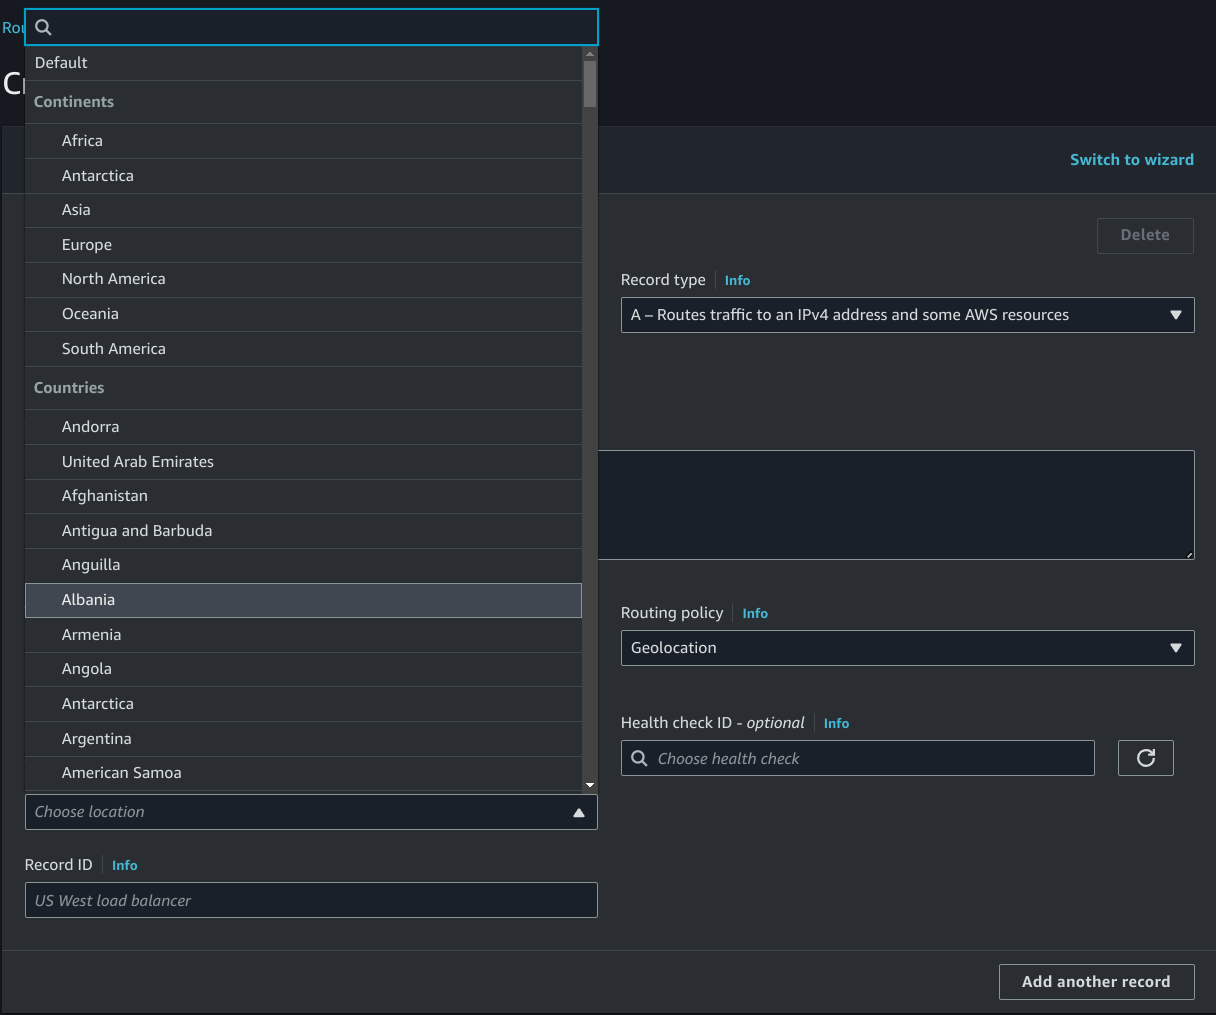 Default
Continents
Africa
Antarctica
Asia
Europe
North America
Oceania
South America
Countries
Andorra
United Arab Emirates
Afghanistan
Antigua and Barbuda
Anguilla
Albania
Armenia
Angola
Antarctica
Argentina
American Samoa
Choose location
Record ID Info
US West load balancer
Switch to wizard
Delete
Record type Info
A – Routes traffic to an IPv4 address and some AWS resources
Routing policy Info
Geolocation
Health check ID - optional Info
Choose health check
Add another record